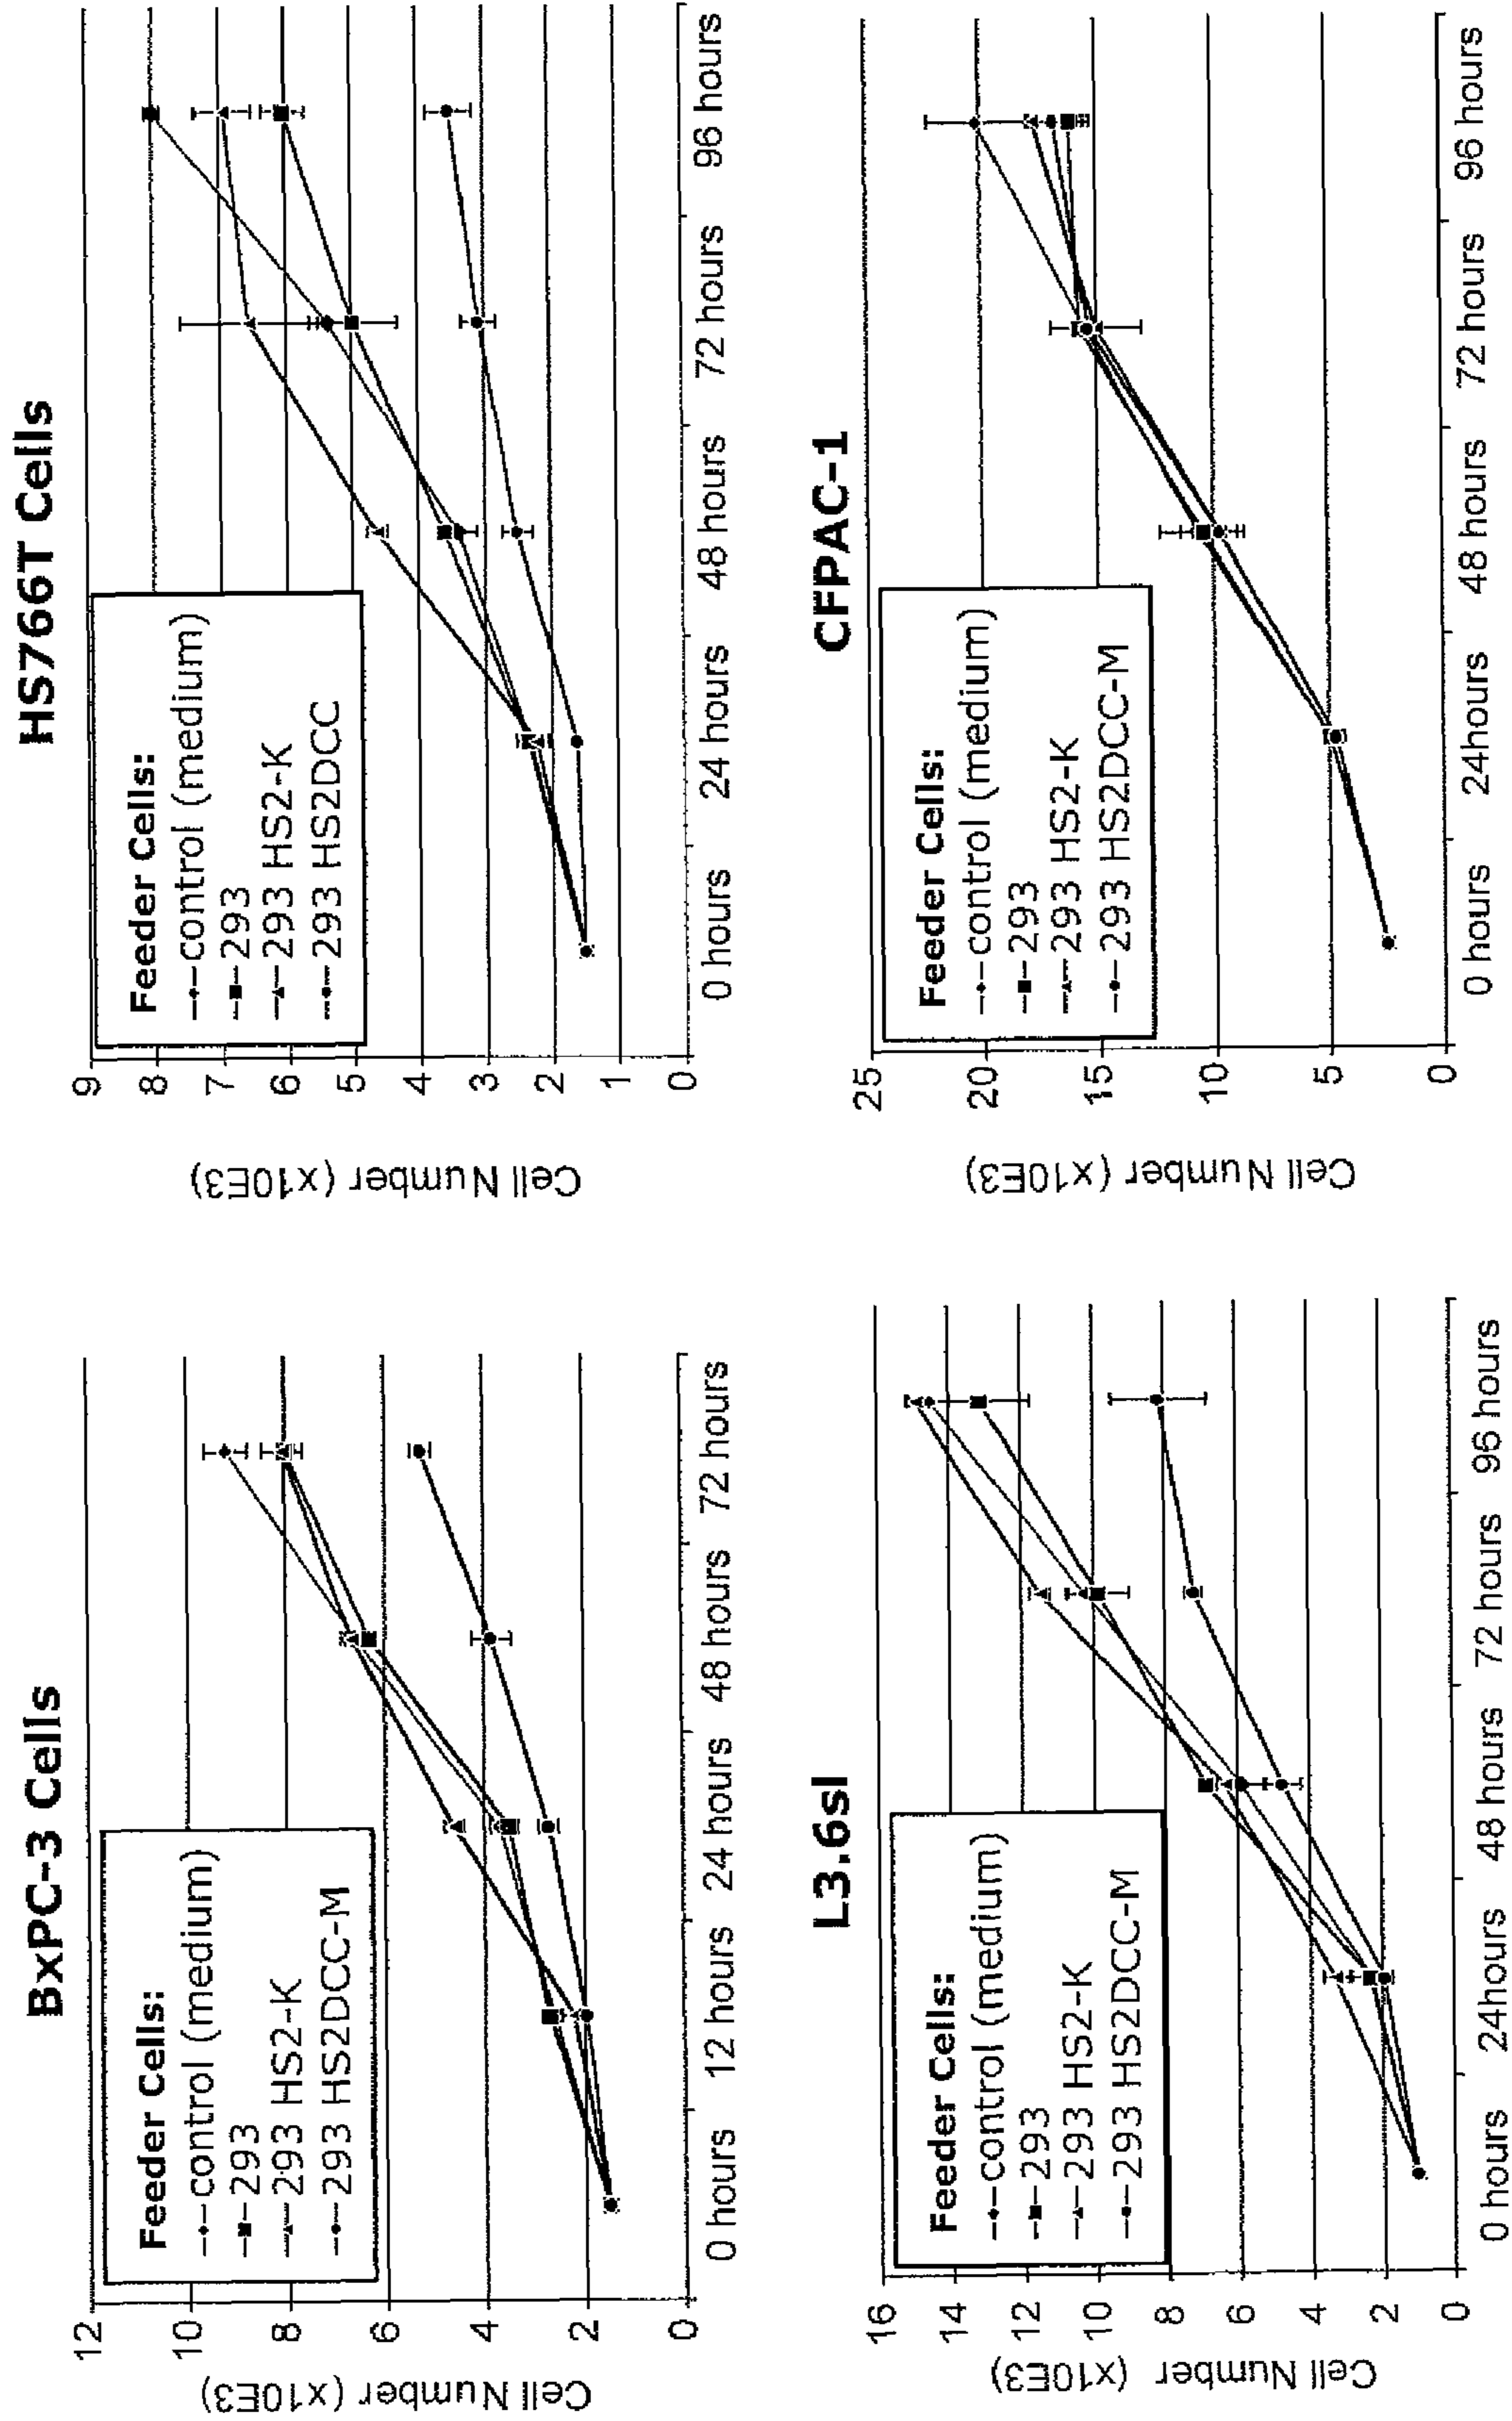 BxPC-3 Cells
Cell Number (x10E3)
12
10
8
6
4
2
0
Feeder Cells:
control (medium)
293
293 HS2-K
293 HS2DCC-M
0 hours 12 hours 24 hours 48 hours 72 hours
HS766T Cells
Cell Number (x10E3)
9
8
7
6
5
4
3
2
1
0
Feeder Cells:
control (medium)
293
293 HS2-K
293 HS2DCC
0 hours 24 hours 48 hours 72 hours 96 hours
L3.6sl
Cell Number (x10E3)
16
14
12
10
8
6
4
2
0
Feeder Cells:
control (medium)
293
293 HS2-K
293 HS2DCC-M
0 hours 24hours 48 hours 72 hours 96 hours
CFPAC-1
Cell Number (x10E3)
25
20
15
10
5
0
Feeder Cells:
control (medium)
293
293 HS2-K
293 HS2DCC-M
0 hours 24hours 48 hours 72 hours 96 hours